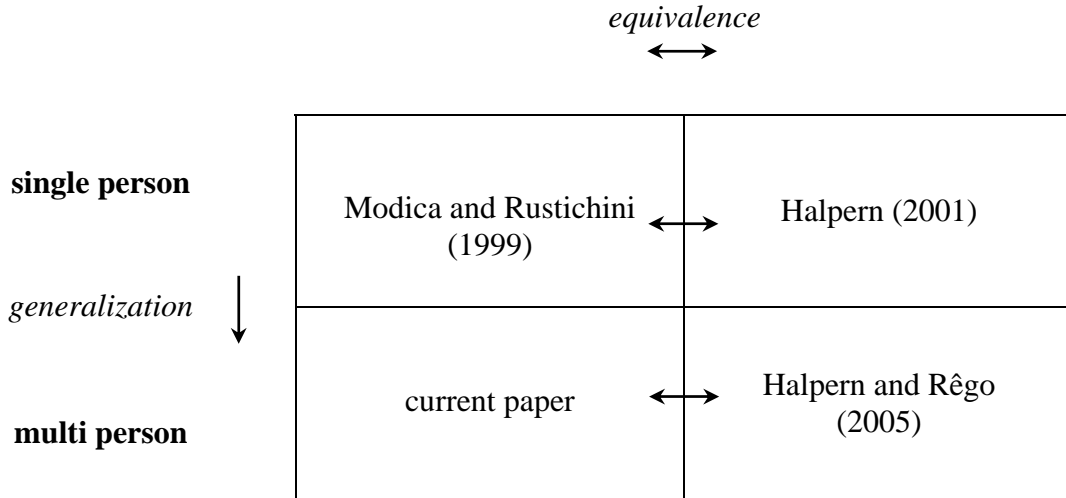 equivalence
single person
Modica and Rustichini
(1999)
Halpern (2001)
generalization
multi person
current paper
Halpern and Rêgo
(2005)